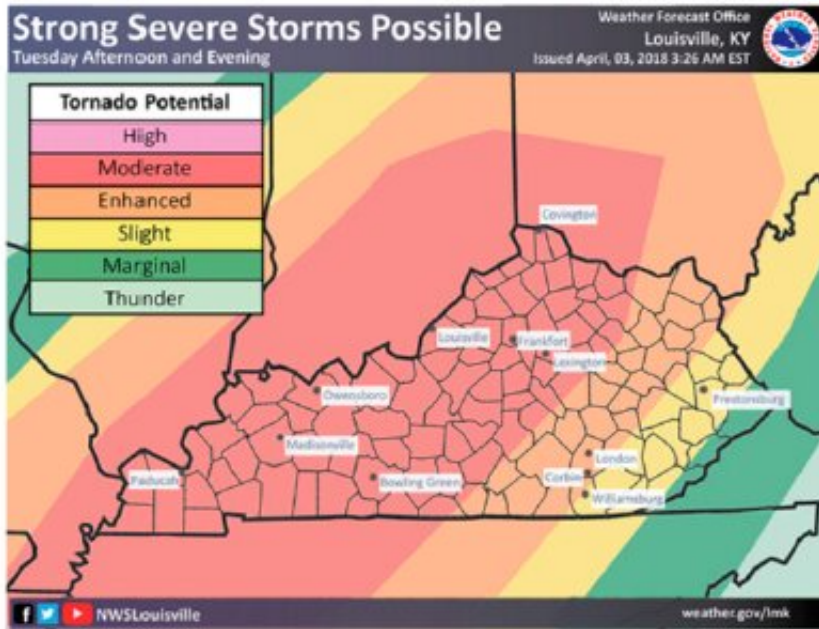 Strong Severe Storms Possible
Tuesday Afternoon and Evening
Weather Forecast Office
Louisville, KY
Issued April, 03, 2018 3:26 AM EST
Tornado Potential
High
Moderate
Enhanced
Slight
Marginal
Thunder
Covington
Louisville
Frankfort
Lexington
Owensboro
Prestonsburg
Madisonville
London
Paducah
Bowling Green
Corbin
Williamsburg
NWSLouisville
weather.gov/lmk